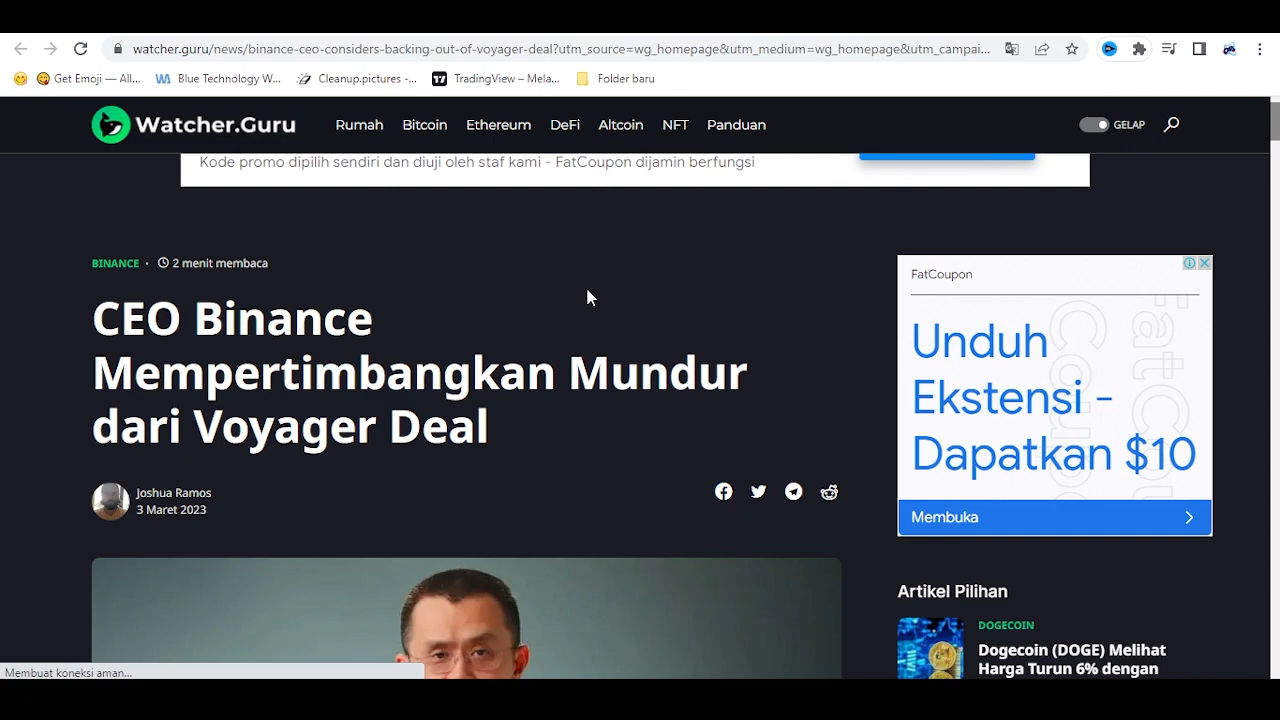 watcher.guru/news/binance-ceo-considers-backing-out-of-voyager-deal?utm_source=wg_homepage&utm_medium=wg_homepage&utm_campai...
Get Emoji — All...
Blue Technology W...
Cleanup.pictures -...
TradingView – Mela...
Folder baru
Watcher.Guru
Rumah
Bitcoin
Ethereum
DeFi
Altcoin
NFT
Panduan
GELAP
Kode promo dipilih sendiri dan diuji oleh staf kami - FatCoupon dijamin berfungsi
BINANCE · 2 menit membaca
CEO Binance
Mempertimbangkan Mundur
dari Voyager Deal
Joshua Ramos
3 Maret 2023
FatCoupon
Unduh
Ekstensi -
Dapatkan $10
Membuka
Artikel Pilihan
DOGECOIN
Dogecoin (DOGE) Melihat
Harga Turun 6% dengan
Membuat koneksi aman...